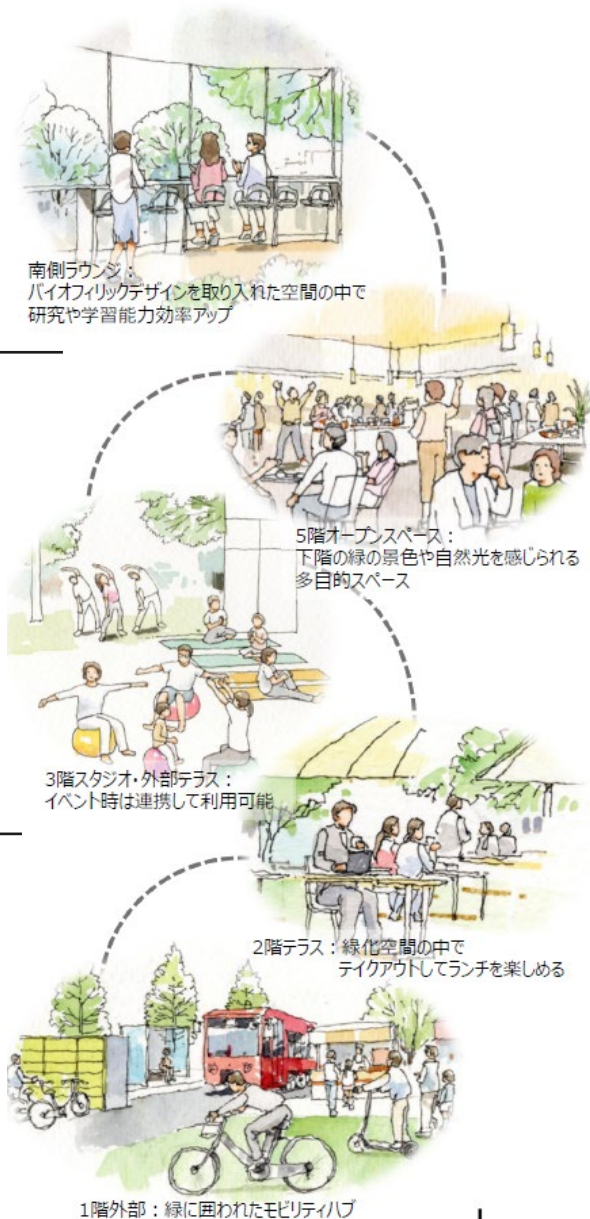 南側ラウンジ：
バイオフィリックデザインを取り入れた空間の中で
研究や学習能力効率アップ
5階オープンスペース：
下階の緑の景色や自然光を感じられる
多目的スペース
3階スタジオ・外部テラス：
イベント時は連携して利用可能
2階テラス：緑化空間の中で
テイクアウトしてランチを楽しめる
1階外部：緑に囲われたモビリティハブ